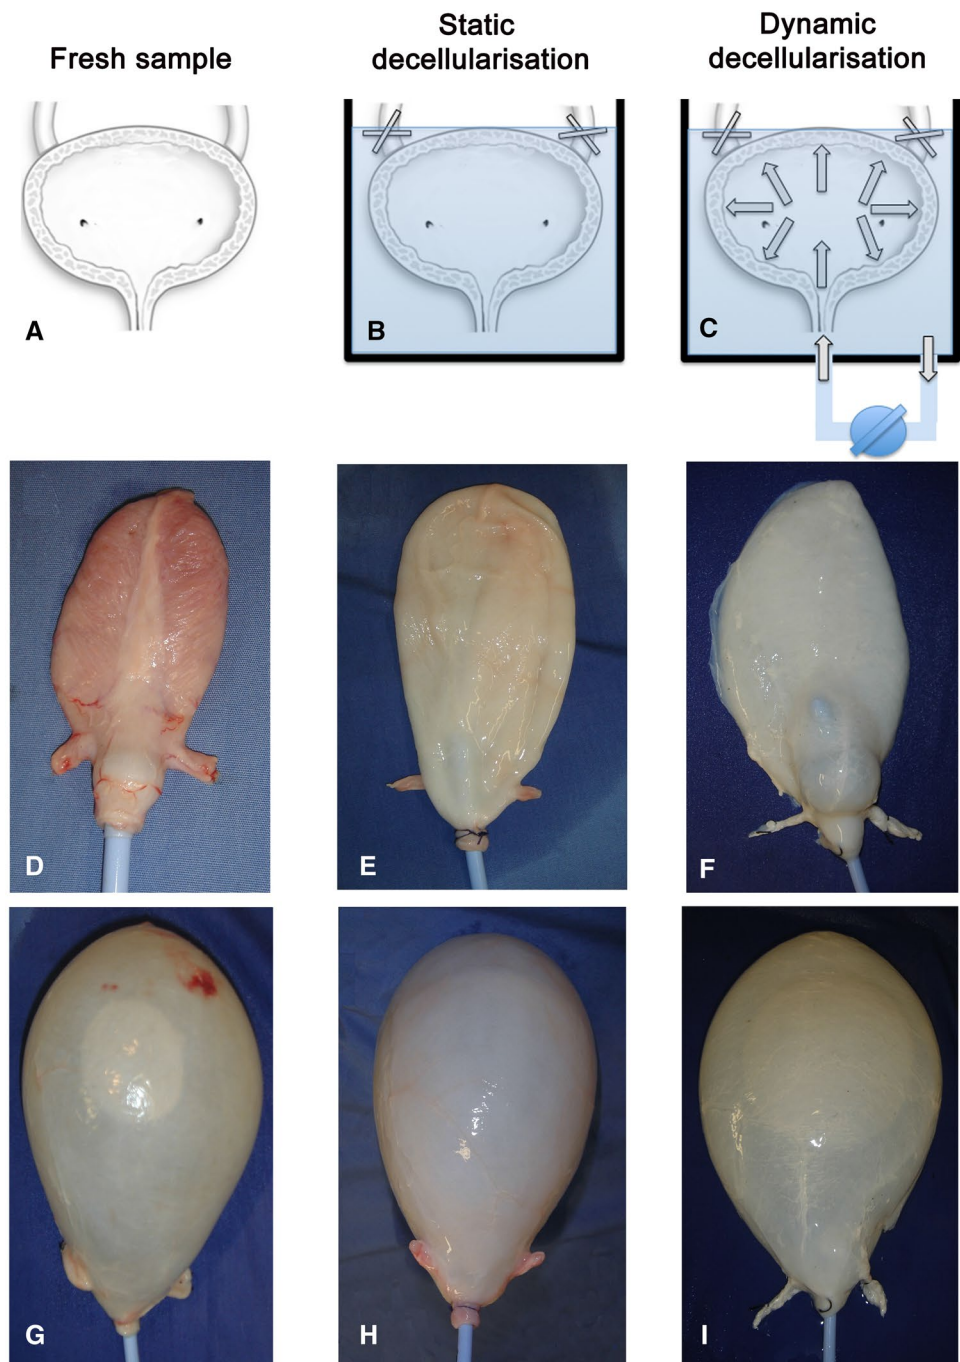 Fresh sample
Static
decellularisation
Dynamic
decellularisation
A
B
C
D
E
F
G
H
I